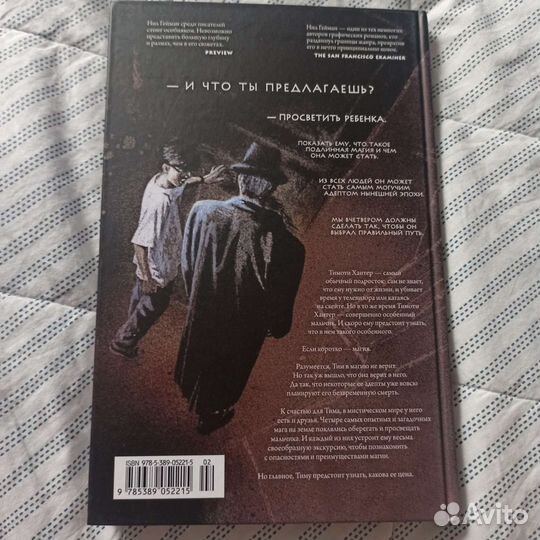 Нил Гейман среди писателей
стоит особняком. Невозможно
представить большую глубину
и размах, чем в его сюжетах.
PREVIEW
Нил Гейман — один из тех немногих
авторов графических романов, кто
раздвинул границы жанра, превратив
его в нечто принципиально новое.
THE SAN FRANCISCO EXAMINER
— И ЧТО ТЫ ПРЕДЛАГАЕШЬ?
— ПРОСВЕТИТЬ РЕБЕНКА.
ПОКАЗАТЬ ЕМУ, ЧТО ТАКОЕ
ПОДЛИННАЯ МАГИЯ И ЧЕМ
ОНА МОЖЕТ СТАТЬ.
ИЗ ВСЕХ ЛЮДЕЙ ОН МОЖЕТ
СТАТЬ САМЫМ МОГУЧИМ
АДЕПТОМ НЫНЕШНЕЙ ЭПОХИ.
МЫ ЧЕТВЕРОМ ДОЛЖНЫ
СДЕЛАТЬ ТАК, ЧТОБЫ ОН
ВЫБРАЛ ПРАВИЛЬНЫЙ ПУТЬ.
Тимоти Хантер — самый
обычный подросток: сам не знает,
что ему нужно от жизни, и убивает
время у телевизора или катаясь
на скейте. Но в то же время Тимоти
Хантер — совершенно особенный
мальчик. И скоро ему предстоит узнать,
что в нем такого особенного.
Если коротко — магия.
Разумеется, Тим в магию не верит.
Но так уж вышло, что она верит в него.
Да так, что некоторые ее адепты уже вовсю
планируют его безвременную смерть.
К счастью для Тима, в мистическом мире у него
есть и друзья. Четыре самых опытных и загадочных
мага на земле поклялись оберегать и просвещать
мальчика. И каждый из них устроит ему весьма
своеобразную экскурсию, чтобы познакомить
с опасностями и преимуществами магии.
Но главное, Тиму предстоит узнать, какова ее цена.
ISBN 978-5-389-05221-5
02
9 785389 052215
Avito